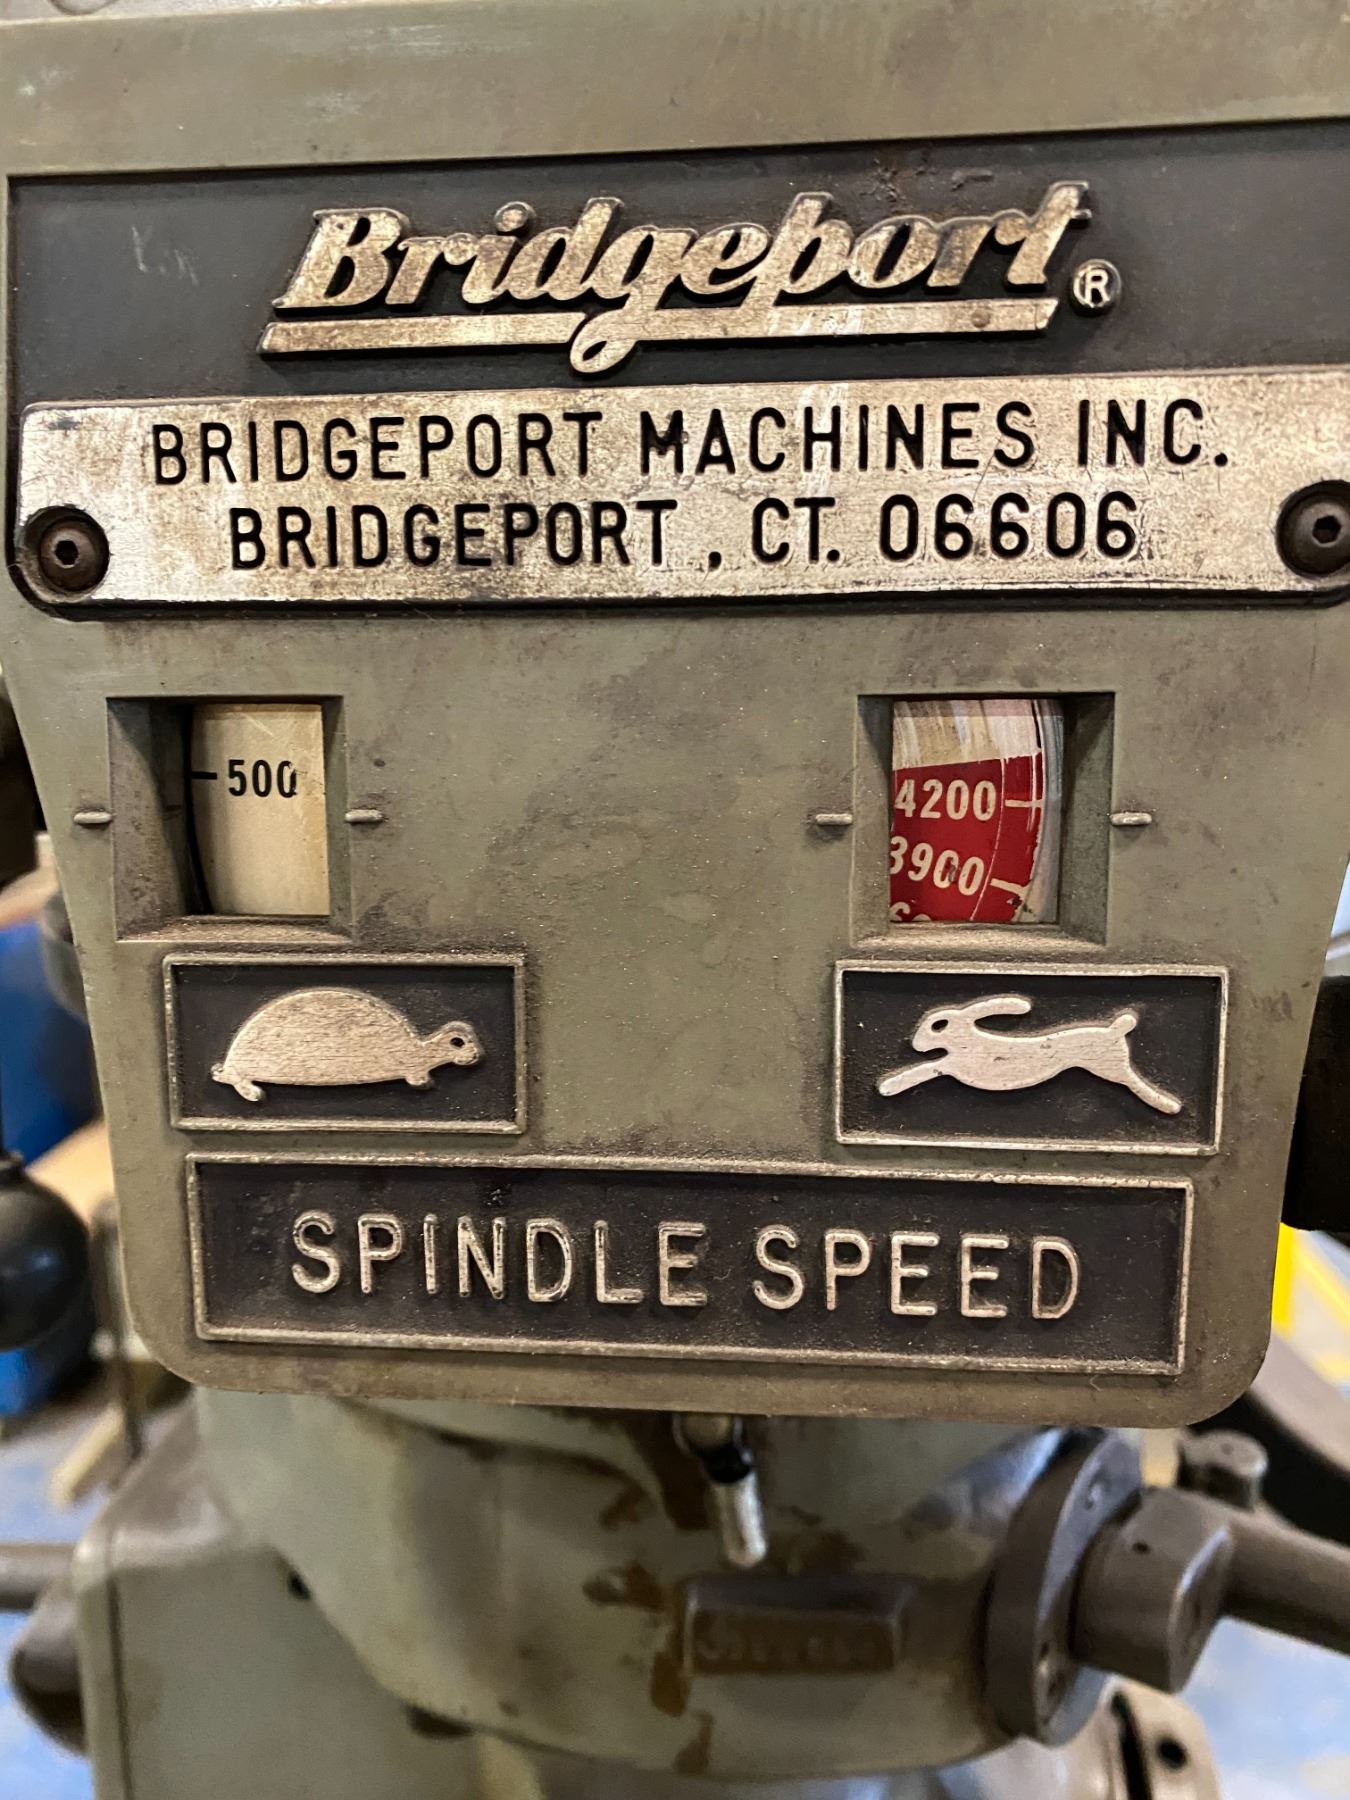 Bridgeport ®
BRIDGEPORT MACHINES INC.
BRIDGEPORT, CT. 06606
500
4200
3900
SPINDLE SPEED